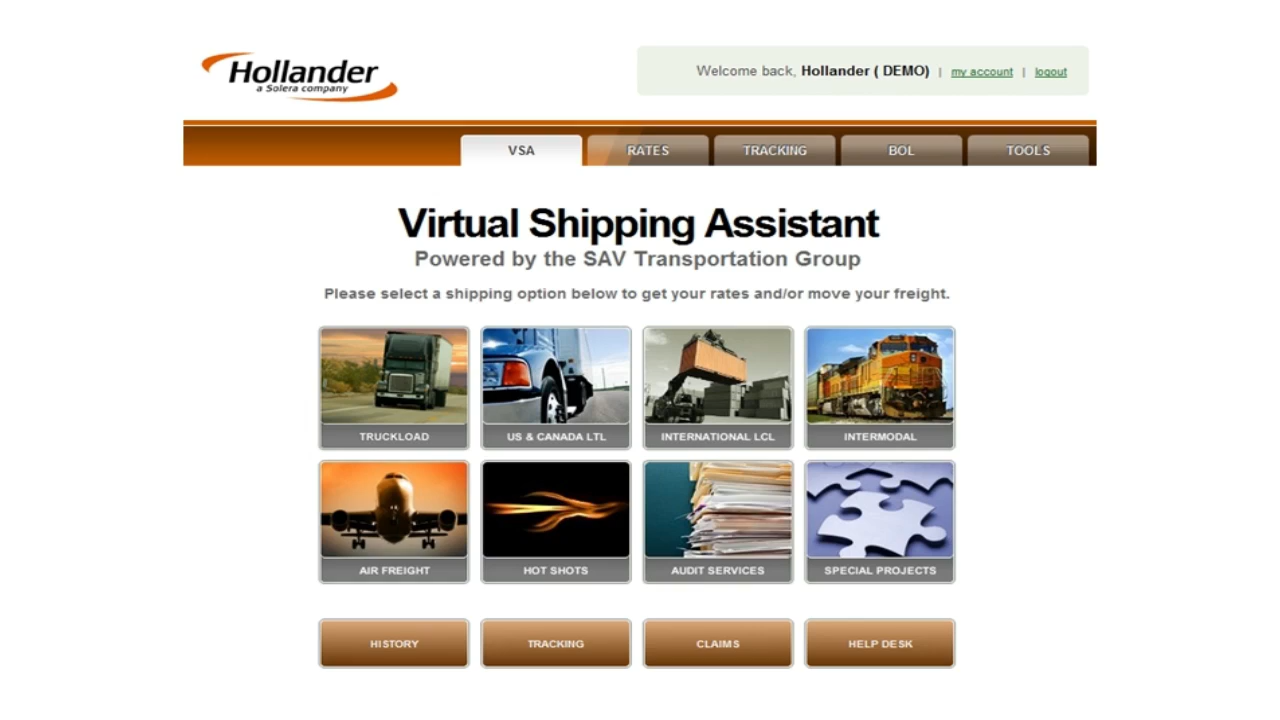 Hollander
a Solera company
Welcome back, Hollander ( DEMO) | my account | logout
VSA RATES TRACKING BOL TOOLS
Virtual Shipping Assistant
Powered by the SAV Transportation Group
Please select a shipping option below to get your rates and/or move your freight.
TRUCKLOAD US & CANADA LTL INTERNATIONAL LCL INTERMODAL
AIR FREIGHT HOT SHOTS AUDIT SERVICES SPECIAL PROJECTS
HISTORY TRACKING CLAIMS HELP DESK